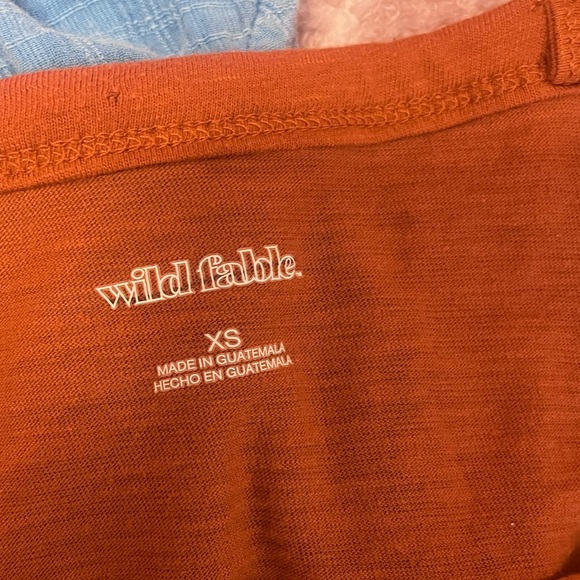 wild fable.
XS
MADE IN GUATEMALA
HECHO EN GUATEMALA